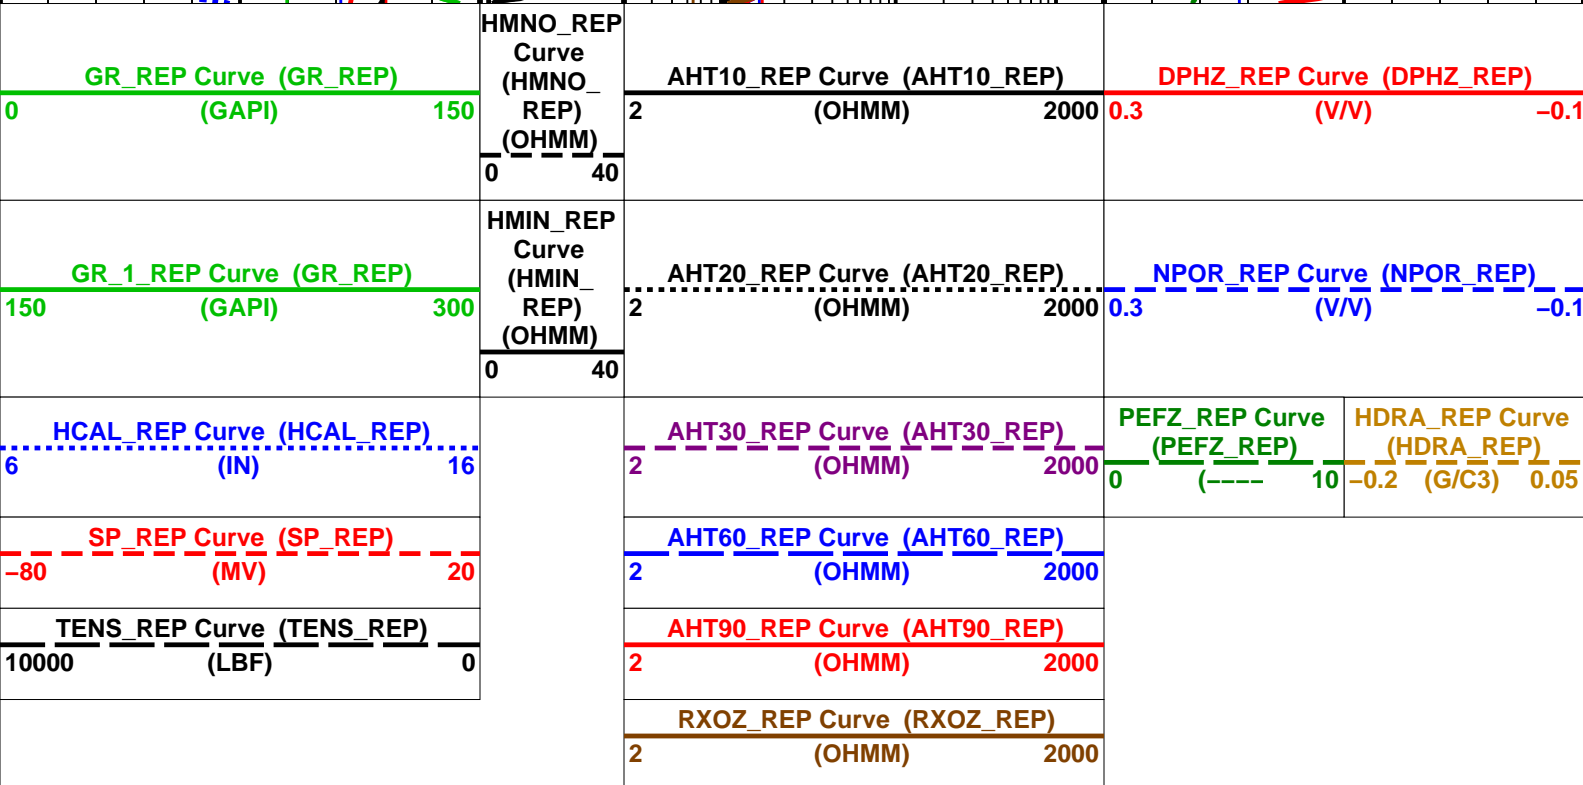 GR_REP Curve (GR_REP)
0 (GAPI) 150
HMNO_REP
Curve
(HMNO_
REP)
(OHMM)
0 40
AHT10_REP Curve (AHT10_REP)
2 (OHMM) 2000
DPHZ_REP Curve (DPHZ_REP)
0.3 (V/V) −0.1
GR_1_REP Curve (GR_REP)
150 (GAPI) 300
HMIN_REP
Curve
(HMIN_
REP)
(OHMM)
0 40
AHT20_REP Curve (AHT20_REP)
2 (OHMM) 2000
NPOR_REP Curve (NPOR_REP)
0.3 (V/V) −0.1
HCAL_REP Curve (HCAL_REP)
6 (IN) 16
AHT30_REP Curve (AHT30_REP)
2 (OHMM) 2000
PEFZ_REP Curve
(PEFZ_REP)
0 (−−−− 10
HDRA_REP Curve
(HDRA_REP)
−0.2 (G/C3) 0.05
SP_REP Curve (SP_REP)
−80 (MV) 20
AHT60_REP Curve (AHT60_REP)
2 (OHMM) 2000
TENS_REP Curve (TENS_REP)
10000 (LBF) 0
AHT90_REP Curve (AHT90_REP)
2 (OHMM) 2000
RXOZ_REP Curve (RXOZ_REP)
2 (OHMM) 2000